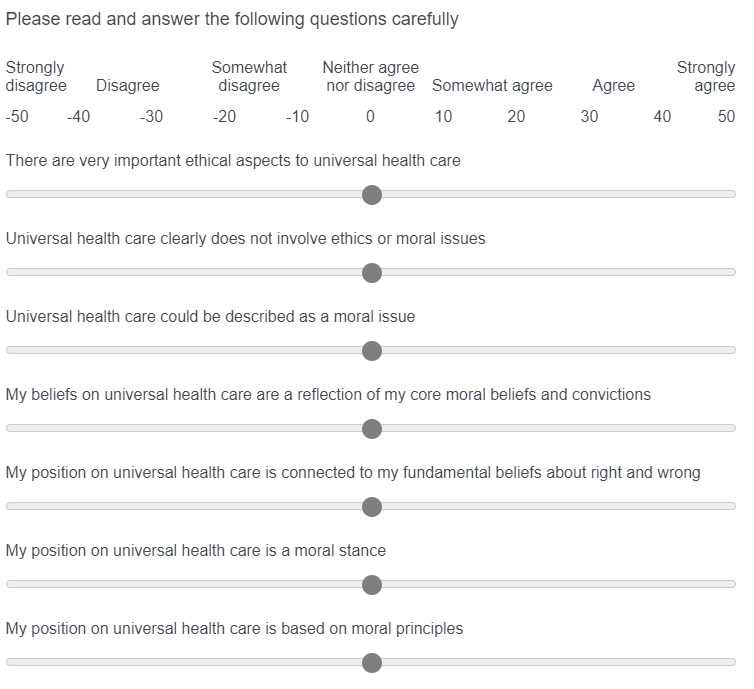 Please read and answer the following questions carefully
Strongly disagree Disagree Somewhat disagree Neither agree nor disagree Somewhat agree Agree Strongly agree
-50 -40 -30 -20 -10 0 10 20 30 40 50
There are very important ethical aspects to universal health care
Universal health care clearly does not involve ethics or moral issues
Universal health care could be described as a moral issue
My beliefs on universal health care are a reflection of my core moral beliefs and convictions
My position on universal health care is connected to my fundamental beliefs about right and wrong
My position on universal health care is a moral stance
My position on universal health care is based on moral principles